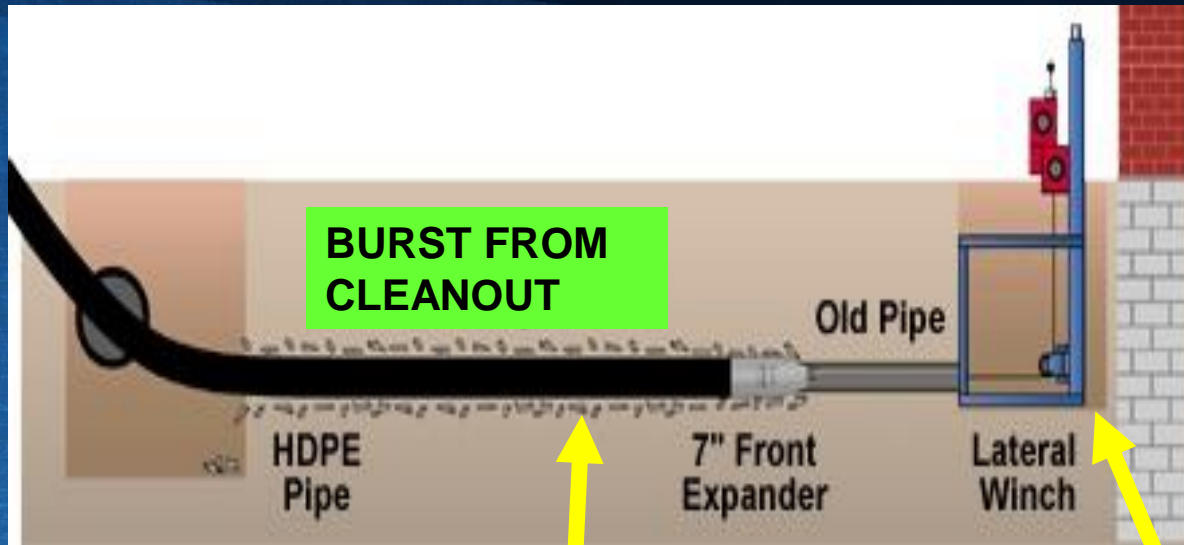 BURST FROM
CLEANOUT
Old Pipe
HDPE
Pipe
7" Front
Expander
Lateral
Winch